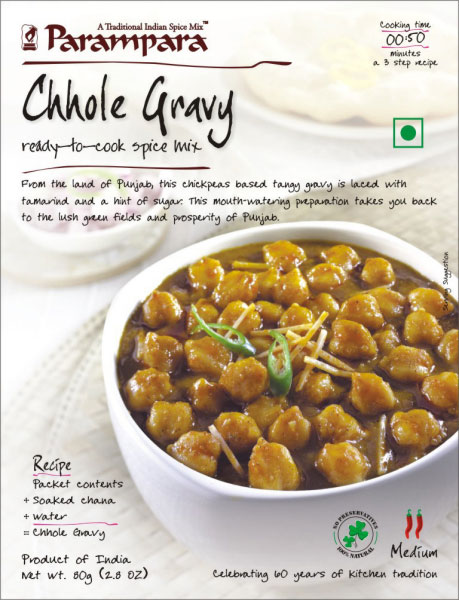 A Traditional Indian Spice Mix™
Parampara
Cooking time
00:50
minutes
a 3 step recipe
Chhole Gravy
ready-to-cook spice mix
From the land of Punjab, this chickpeas based tangy gravy is laced with
tamarind and a hint of sugar. This mouth-watering preparation takes you back
to the lush green fields and prosperity of Punjab.
Serving Suggestion
Recipe
Packet contents
+ Soaked chana
+ water
= Chhole Gravy
NO PRESERVATIVES
100% NATURAL
Medium
Product of India
Net wt. 80g (2.8 OZ)
Celebrating 60 years of kitchen tradition